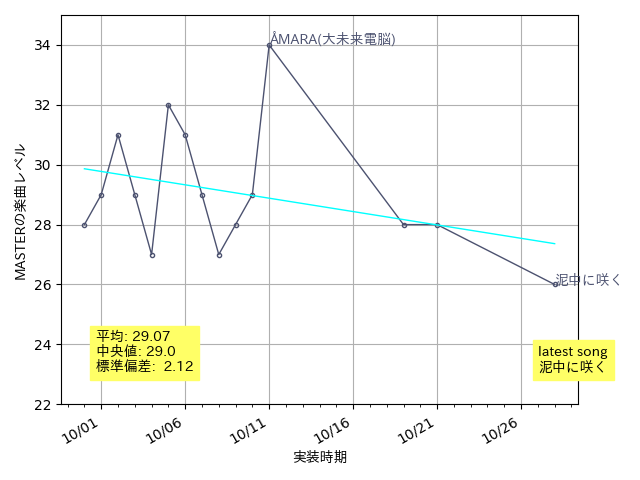 34
32
30
28
26
24
22
MASTERの楽曲レベル
ÅMARA(大未来電脳)
泥中に咲く
平均: 29.07
中央値: 29.0
標準偏差: 2.12
latest song
泥中に咲く
10/01
10/06
10/11
10/16
10/21
10/26
実装時期